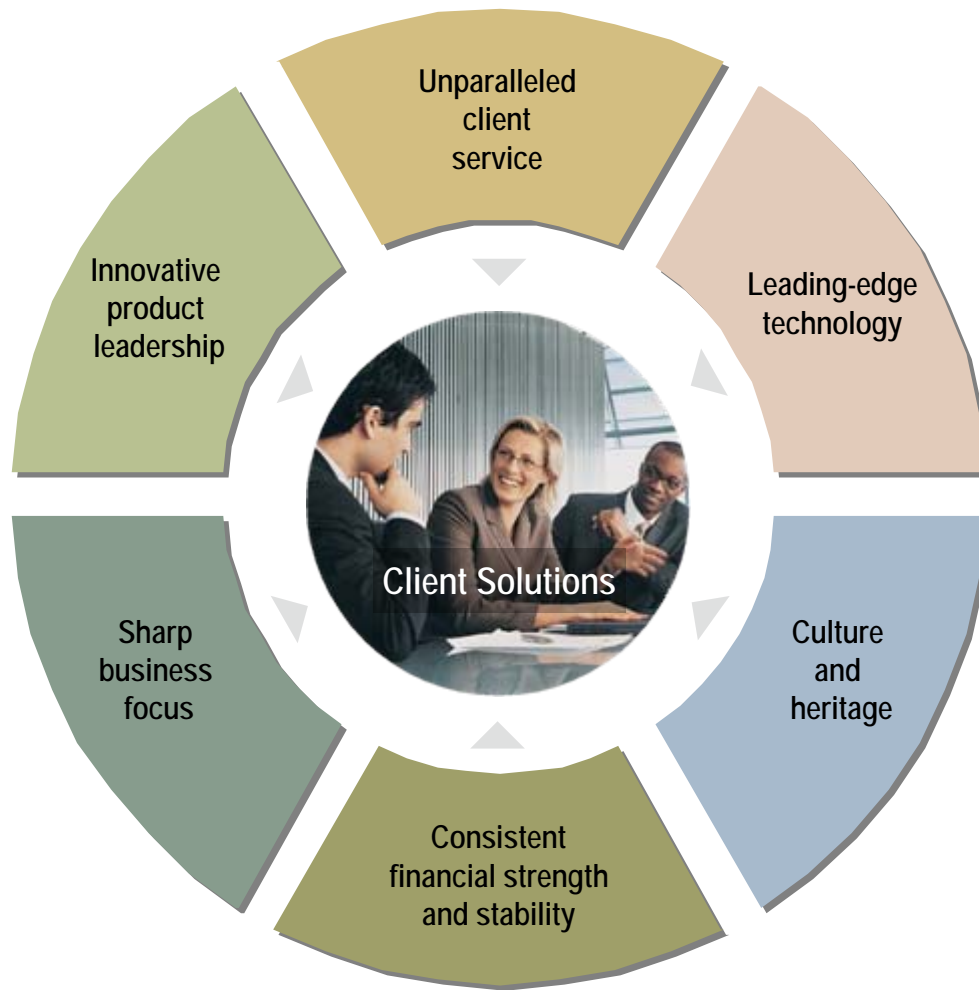 Unparalleled
client
service
Leading-edge
technology
Culture
and
heritage
Consistent
financial strength
and stability
Sharp
business
focus
Innovative
product
leadership
Client Solutions